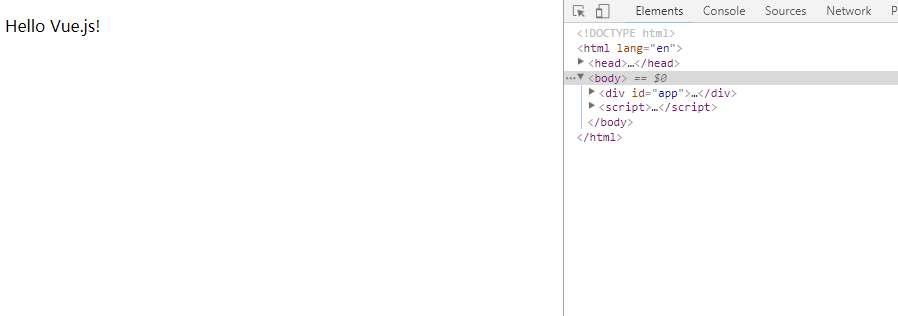 Hello Vue.js!
Elements Console Sources Network P
<!DOCTYPE html>
<html lang="en">
<head>…</head>
…<body> == $0
<div id="app">…</div>
<script>…</script>
</body>
</html>